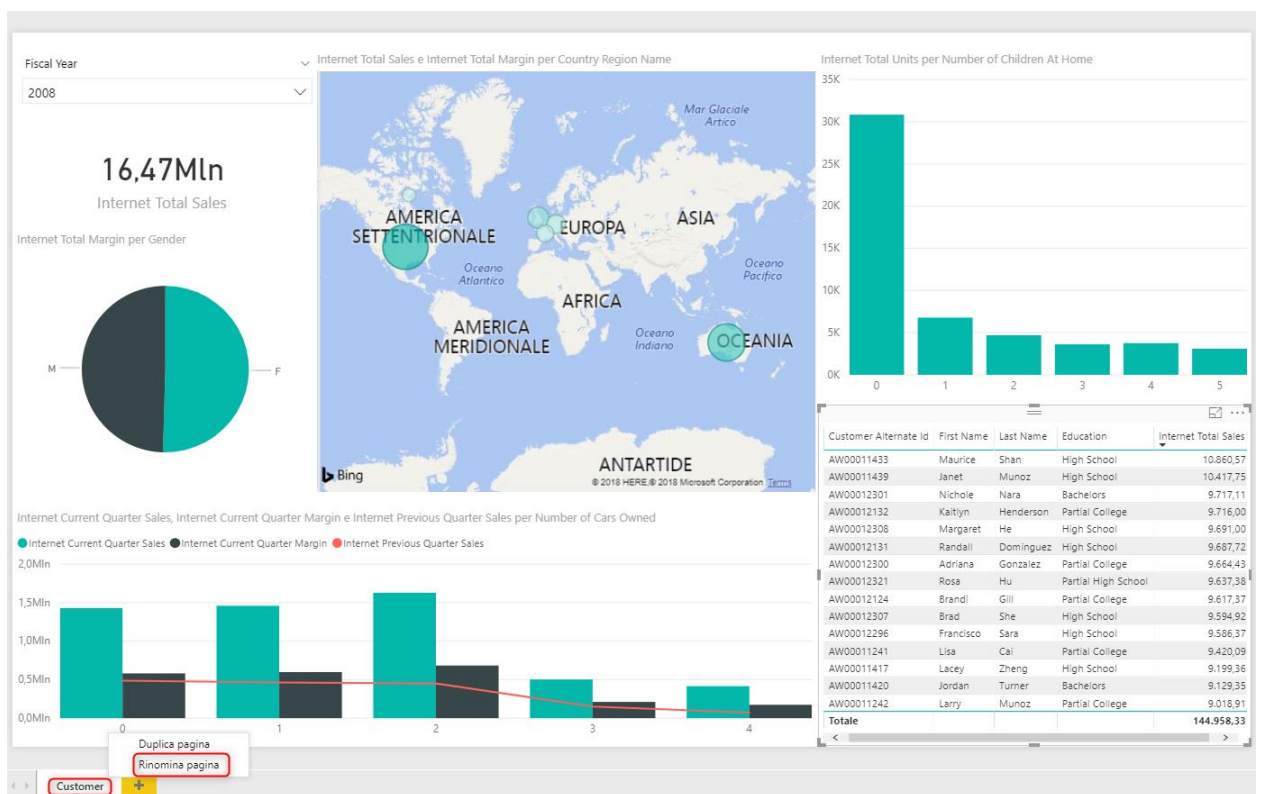 Fiscal Year
2008
16,47Mln
Internet Total Sales
Internet Total Margin per Gender
M
F
Internet Total Sales e Internet Total Margin per Country Region Name
Mar Glaciale
Artico
AMERICA
SETTENTRIONALE
EUROPA
ASIA
Oceano
Atlantico
Oceano
Pacifico
AFRICA
AMERICA
MERIDIONALE
Oceano
Indiano
OCEANIA
ANTARTIDE
Bing
© 2018 HERE,© 2018 Microsoft Corporation Terms
Internet Total Units per Number of Children At Home
35K
30K
25K
20K
15K
10K
5K
0K
0 1 2 3 4 5
Customer Alternate Id First Name Last Name Education Internet Total Sales
AW00011433 Maurice Shan High School 10.860,57
AW00011439 Janet Munoz High School 10.417,75
AW00012301 Nichole Nara Bachelors 9.717,11
AW00012132 Kaitlyn Henderson Partial College 9.716,00
AW00012308 Margaret He High School 9.691,00
AW00012131 Randall Dominguez High School 9.687,72
AW00012300 Adriana Gonzalez Partial College 9.664,43
AW00012321 Rosa Hu Partial High School 9.637,38
AW00012124 Brandi Gill Partial College 9.617,37
AW00012307 Brad She High School 9.594,92
AW00012296 Francisco Sara High School 9.586,37
AW00011241 Lisa Cai Partial College 9.420,09
AW00011417 Lacey Zheng High School 9.199,36
AW00011420 Jordan Turner Bachelors 9.129,35
AW00011242 Larry Munoz Partial College 9.018,91
Totale 144.958,33
Internet Current Quarter Sales, Internet Current Quarter Margin e Internet Previous Quarter Sales per Number of Cars Owned
Internet Current Quarter Sales Internet Current Quarter Margin Internet Previous Quarter Sales
2,0Mln
1,5Mln
1,0Mln
0,5Mln
0,0Mln
0 1 2 3 4
Duplica pagina
Rinomina pagina
Customer